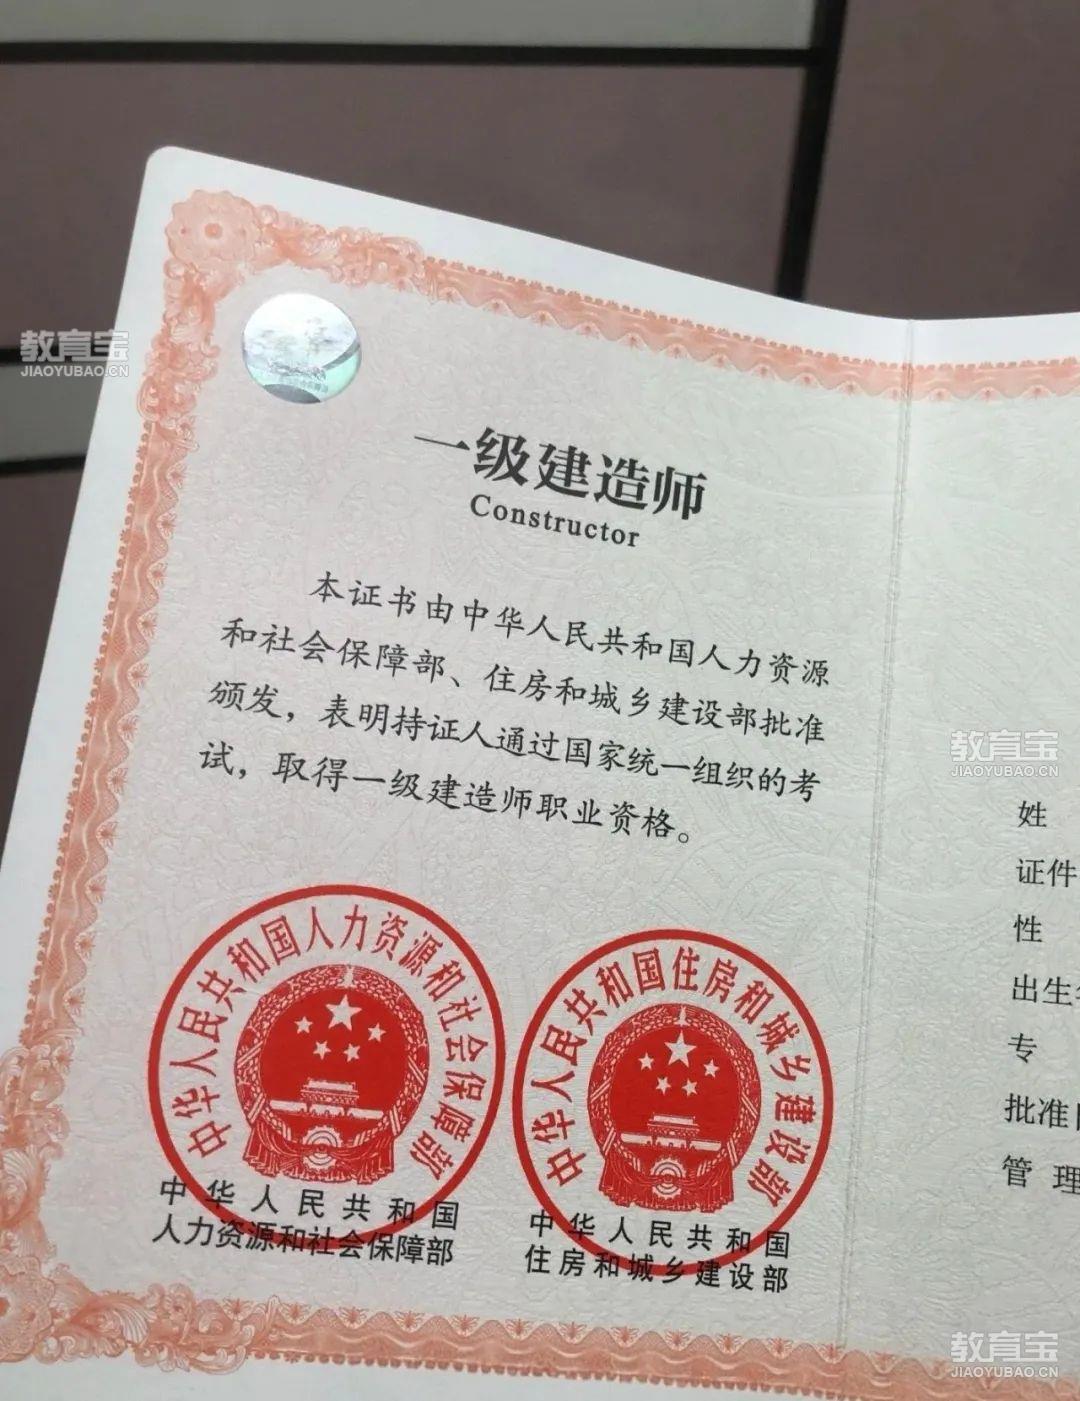 教育宝
JIAOYUBAO.CN
一级建造师
Constructor
本证书由中华人民共和国人力资源
和社会保障部、住房和城乡建设部批准
颁发，表明持证人通过国家统一组织的考
试，取得一级建造师职业资格。
中华人民共和国人力资源和社会保障部
中华人民共和国
人力资源和社会保障部
中华人民共和国住房和城乡建设部
中华人民共和国
住房和城乡建设部
教育宝
JIAOYUBAO.CN
姓
证件
性
出生
专
批准
管理
教育宝
JIAOYUBAO.CN